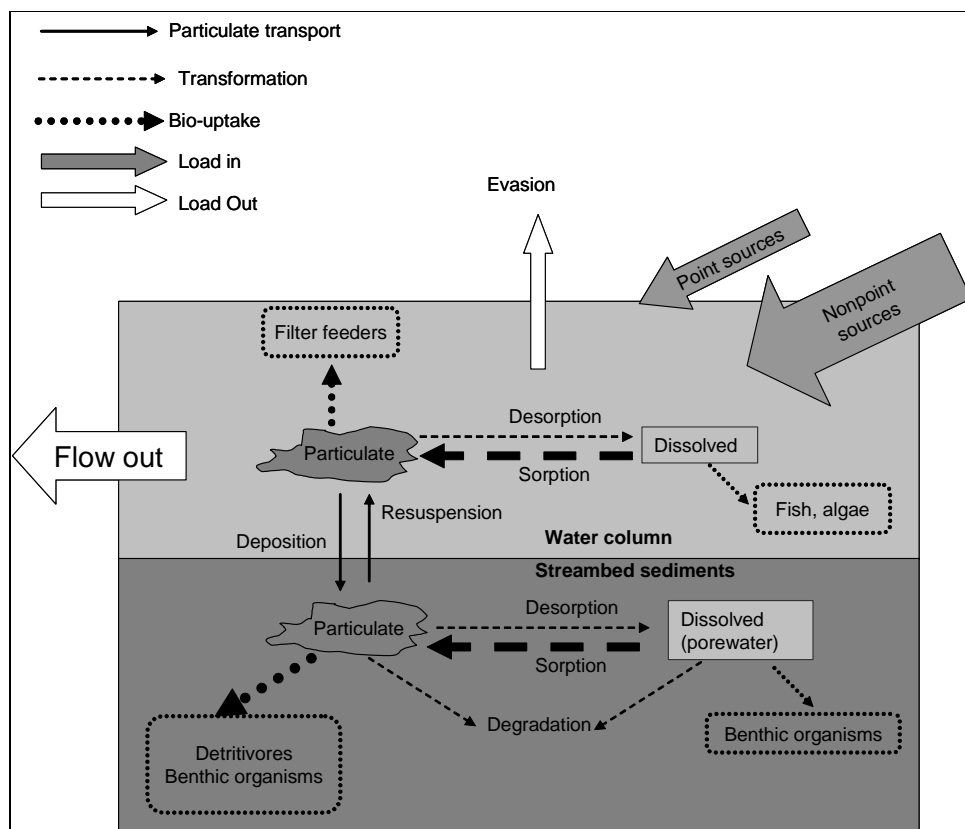 Particulate transport
Transformation
Bio-uptake
Load in
Load Out
Evasion
Point sources
Nonpoint
sources
Filter feeders
Flow out
Particulate
Desorption
Sorption
Dissolved
Fish, algae
Deposition
Resuspension
Water column
Streambed sediments
Particulate
Desorption
Sorption
Dissolved
(porewater)
Degradation
Detritivores
Benthic organisms
Benthic organisms